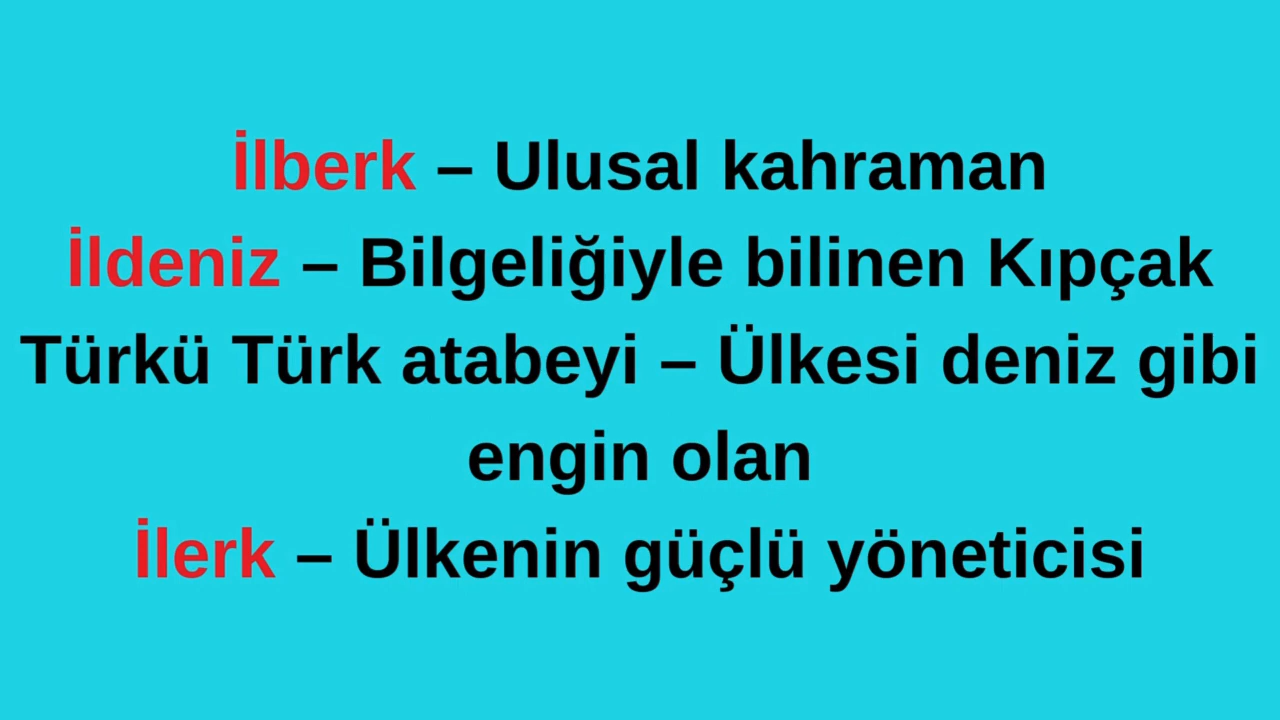 İlberk – Ulusal kahraman
İldeniz – Bilgeliğiyle bilinen Kıpçak
Türkü Türk atabeyi – Ülkesi deniz gibi
engin olan
İlerk – Ülkenin güçlü yöneticisi